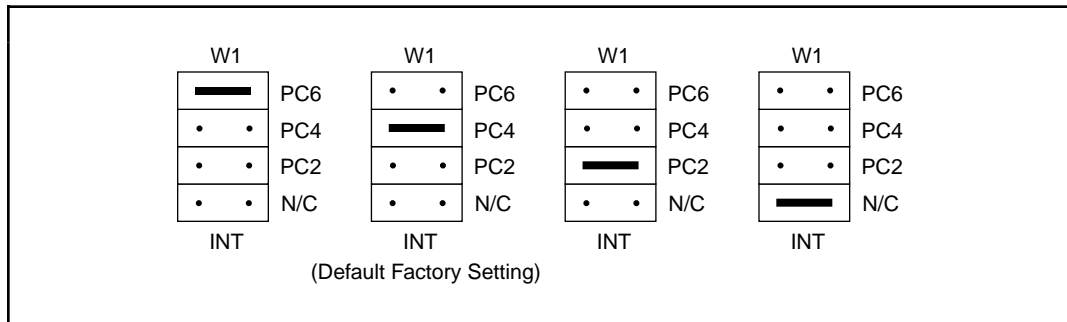 W1 W1 W1 W1
PC6 PC6 PC6 PC6
PC4 PC4 PC4 PC4
PC2 PC2 PC2 PC2
N/C N/C N/C N/C
INT INT INT INT
(Default Factory Setting)